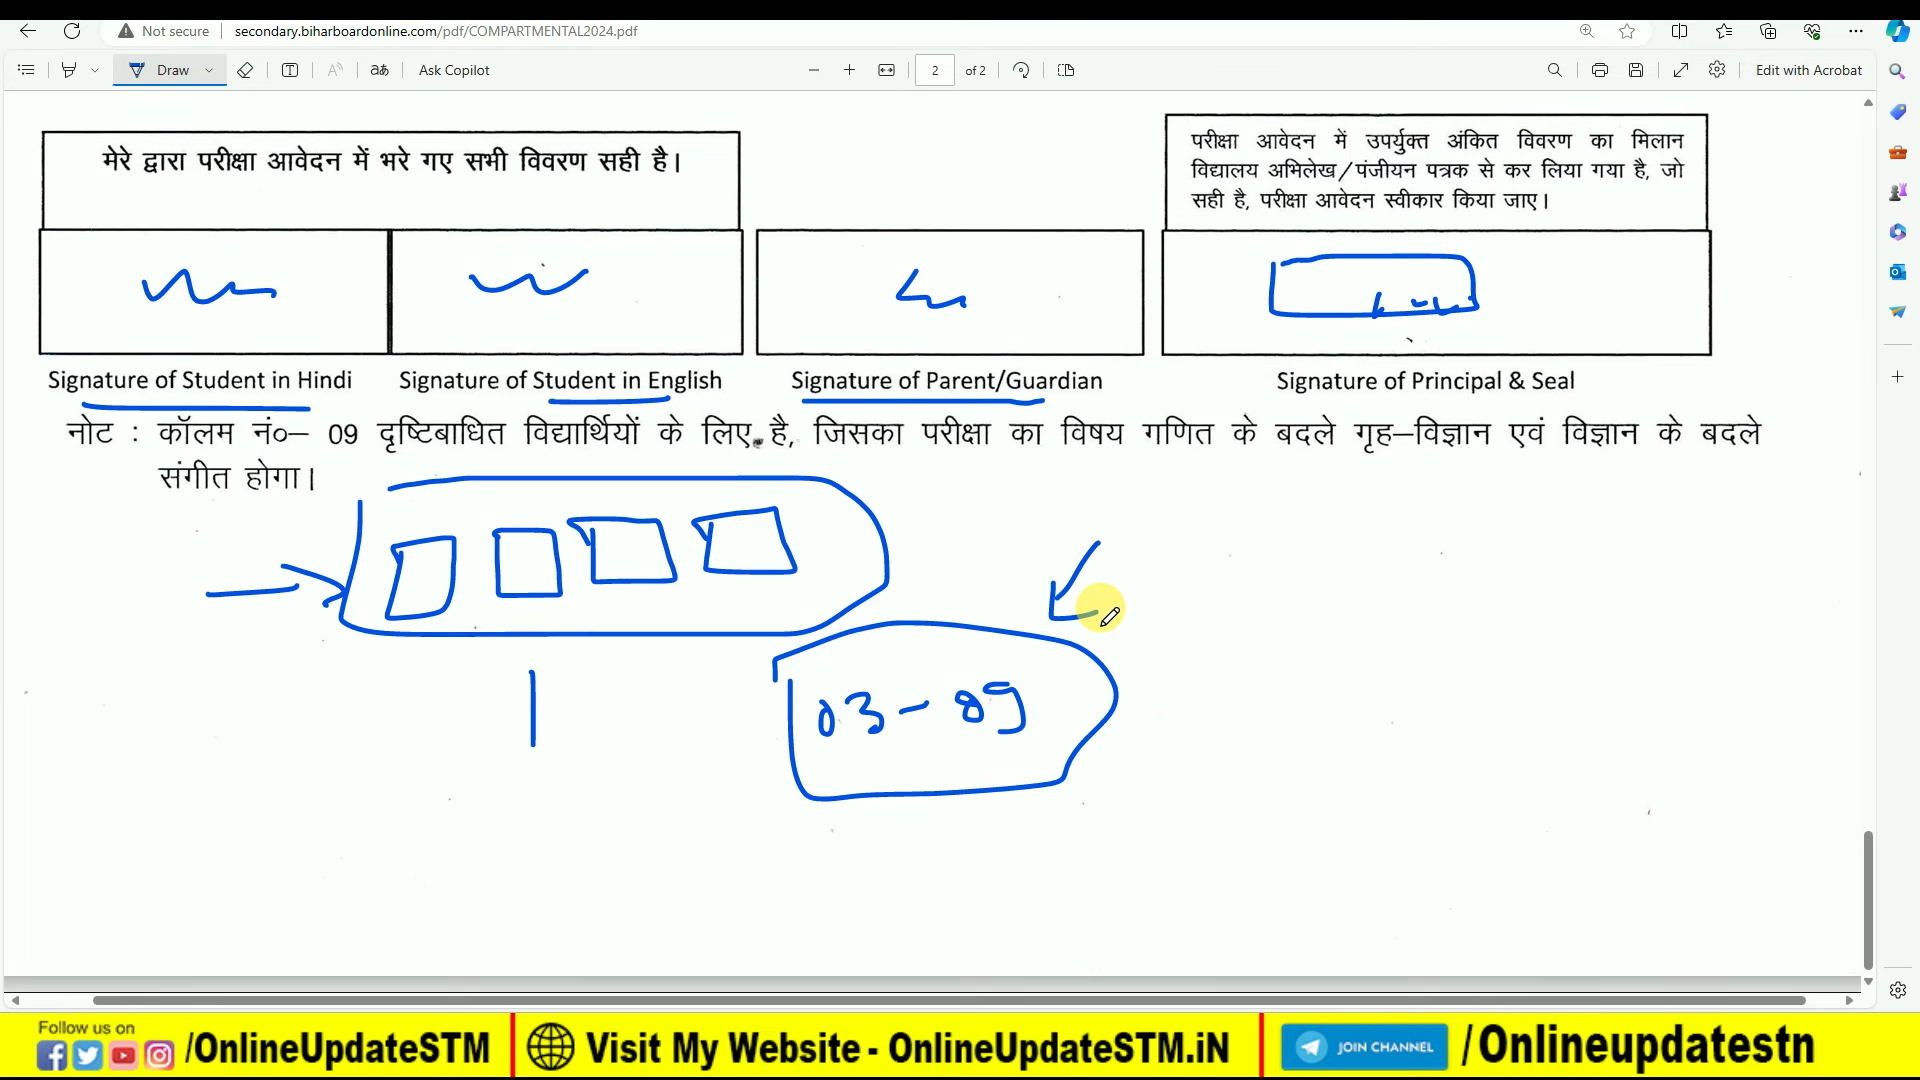 Not secure secondary.biharboardonline.com/pdf/COMPARTMENTAL2024.pdf
Draw Ask Copilot 2 of 2 Edit with Acrobat
मेरे द्वारा परीक्षा आवेदन में भरे गए सभी विवरण सही है।
परीक्षा आवेदन में उपर्युक्त अंकित विवरण का मिलान
विद्यालय अभिलेख/पंजीयन पत्रक से कर लिया गया है, जो
सही है, परीक्षा आवेदन स्वीकार किया जाए।
Signature of Student in Hindi
Signature of Student in English
Signature of Parent/Guardian
Signature of Principal & Seal
नोट : कॉलम नं०– 09 दृष्टिबाधित विद्यार्थियों के लिए है, जिसका परीक्षा का विषय गणित के बदले गृह–विज्ञान एवं विज्ञान के बदले
संगीत होगा।
Follow us on
/OnlineUpdateSTM
Visit My Website - OnlineUpdateSTM.iN
JOIN CHANNEL
/Onlineupdatestn